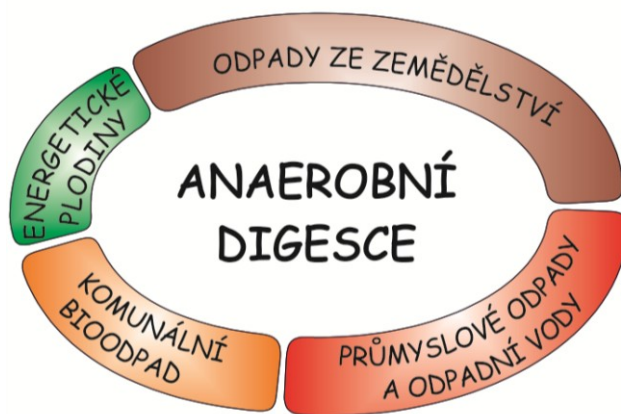 ODPADY ZE ZEMĚDĚLSTVÍ
ENERGETICKÉ
PLODINY
ANAEROBNÍ
DIGESCE
KOMUNÁLNÍ
BIOODPAD
PRŮMYSLOVÉ ODPADY
A ODPADNÍ VODY